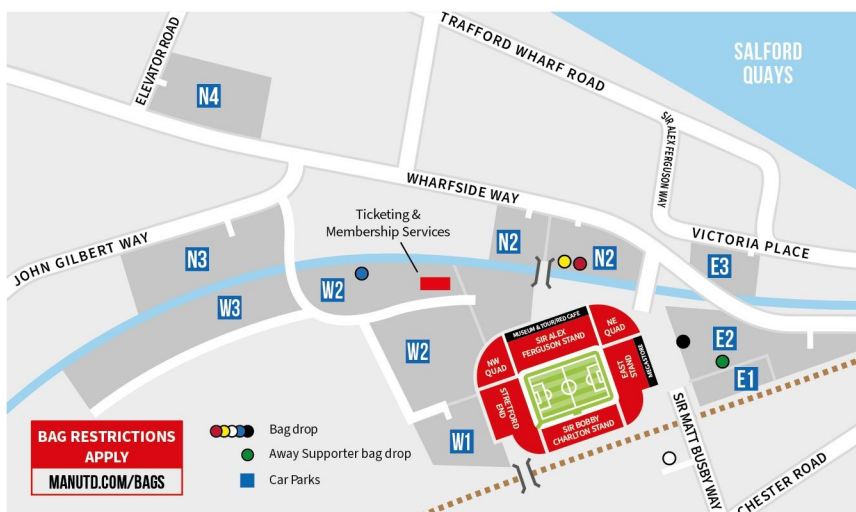 TRAFFORD WHARF ROAD
SALFORD
QUAYS
ELEVATOR ROAD
N4
SIR ALEX FERGUSON WAY
WHARFSIDE WAY
JOHN GILBERT WAY
Ticketing &
Membership Services
VICTORIA PLACE
N3
N2
N2
E3
W3
W2
W2
W1
MUSEUM & TOUR/RED CAFE
SIR ALEX
FERGUSON STAND
NW
QUAD
NE
QUAD
EAST
STAND
MEGASTORE
STRETFORD
END
SIR BOBBY
CHARLTON STAND
E2
E1
SIR MATT BUSBY WAY
CHESTER ROAD
BAG RESTRICTIONS
APPLY
MANUTD.COM/BAGS
Bag drop
Away Supporter bag drop
Car Parks